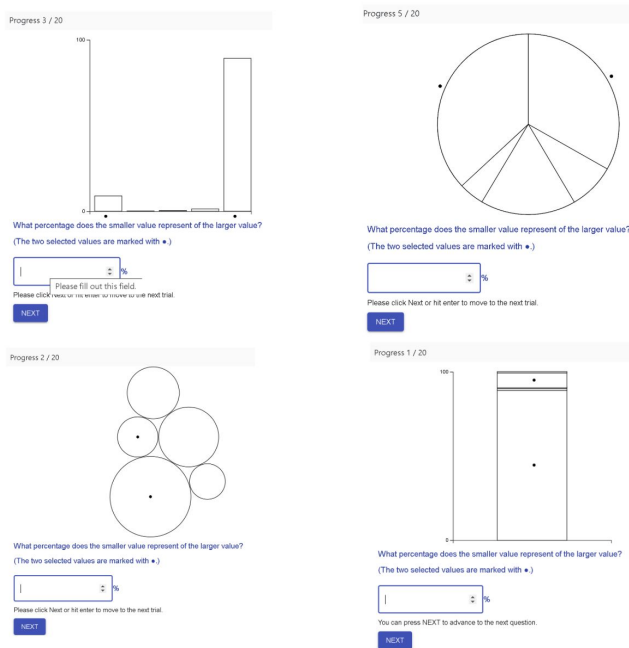 Progress 3 / 20
100
0
What percentage does the smaller value represent of the larger value?
(The two selected values are marked with ●.)
%
Please fill out this field.
Please click Next or hit enter to move to the next trial.
NEXT
Progress 5 / 20
What percentage does the smaller value represent of the larger value?
(The two selected values are marked with ●.)
%
Please click Next or hit enter to move to the next trial.
NEXT
Progress 2 / 20
What percentage does the smaller value represent of the larger value?
(The two selected values are marked with ●.)
%
Please click Next or hit enter to move to the next trial.
NEXT
Progress 1 / 20
100
0
What percentage does the smaller value represent of the larger value?
(The two selected values are marked with ●.)
%
You can press NEXT to advance to the next question.
NEXT